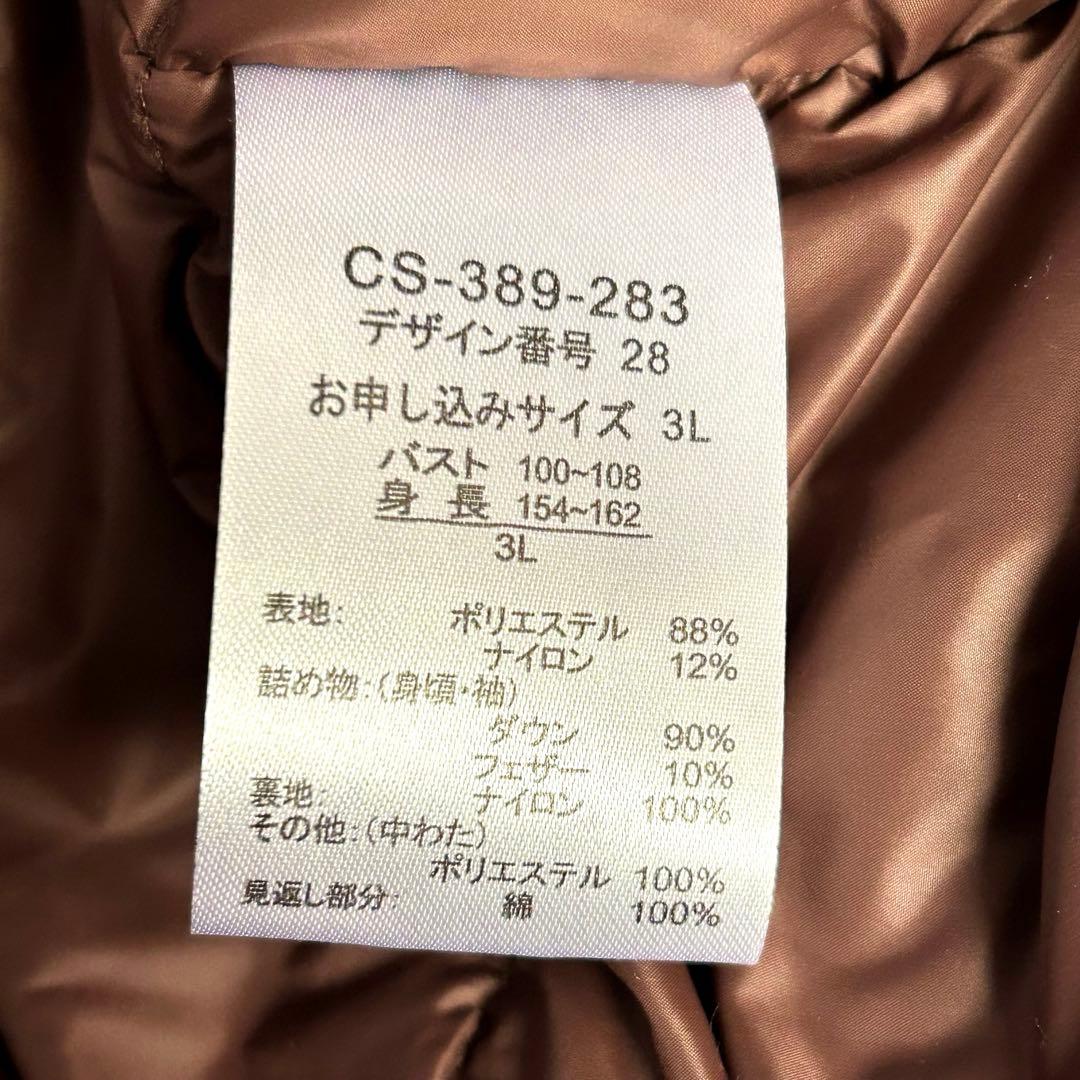 CS-389-283
デザイン番号 28
お申し込みサイズ 3L
バスト 100~108
身 長 154~162
3L
表地: ポリエステル 88%
ナイロン 12%
詰め物:(身頃・袖)
ダウン 90%
フェザー 10%
裏地: ナイロン 100%
その他:(中わた)
ポリエステル 100%
見返し部分: 綿 100%